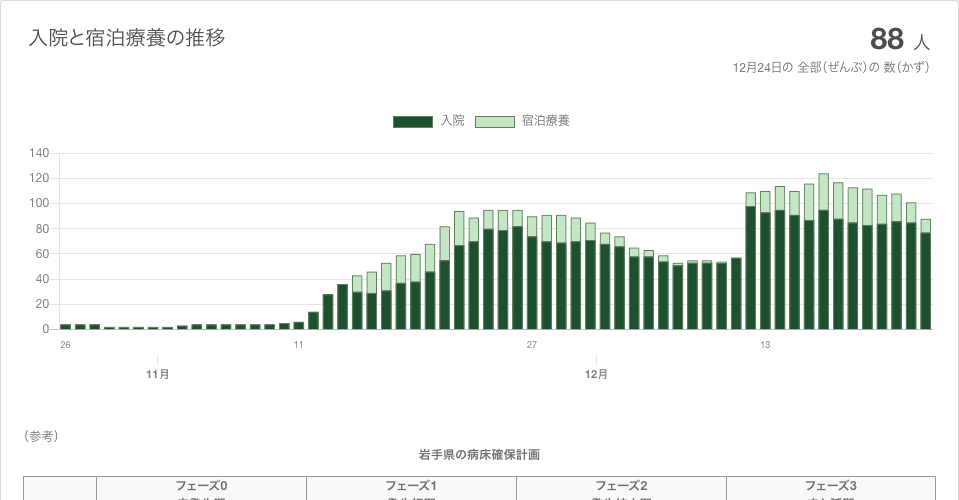 入院と宿泊療養の推移
88 人
12月24日の 全部（ぜんぶ）の 数（かず）
入院 宿泊療養
140
120
100
80
60
40
20
0
26 11 27 13
11月 12月
（参考）
岩手県の病床確保計画
フェーズ0 フェーズ1 フェーズ2 フェーズ3